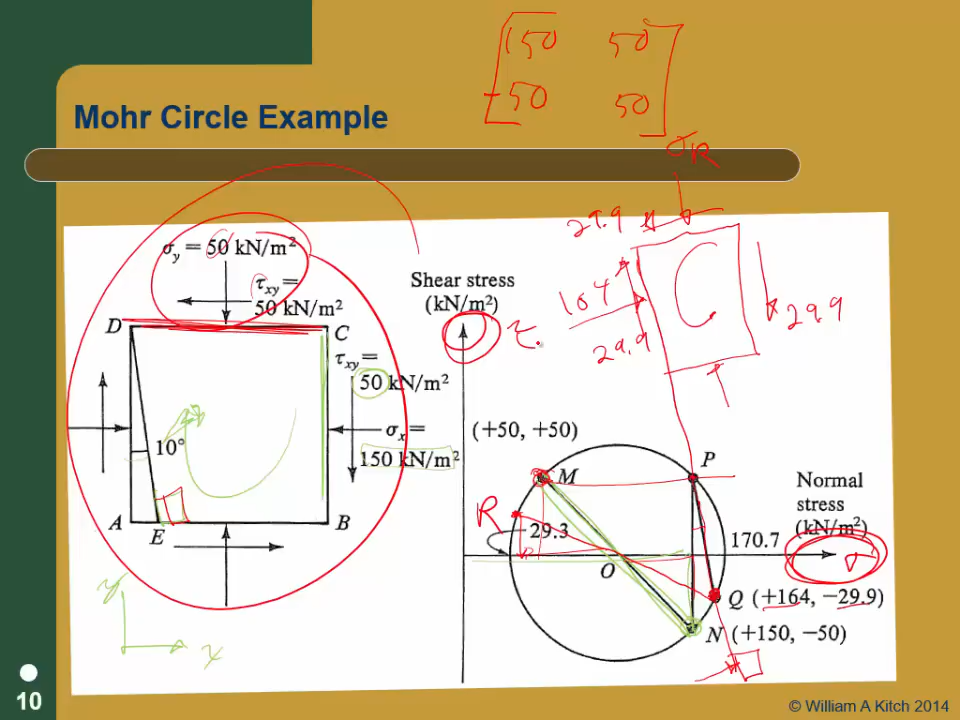 150 50
-50 50
Mohr Circle Example
σR
29.9
σy = 50 kN/m²
τxy =
50 kN/m²
Shear stress
(kN/m²)
τ
164
29.9
29.9
D
C
τxy =
50 kN/m²
σx =
150 kN/m²
10°
(+50, +50)
M
P
Normal
stress
(kN/m²)
R
29.3
170.7
σ
A
E
B
O
Q (+164, −29.9)
N (+150, −50)
y
x
10
© William A Kitch 2014